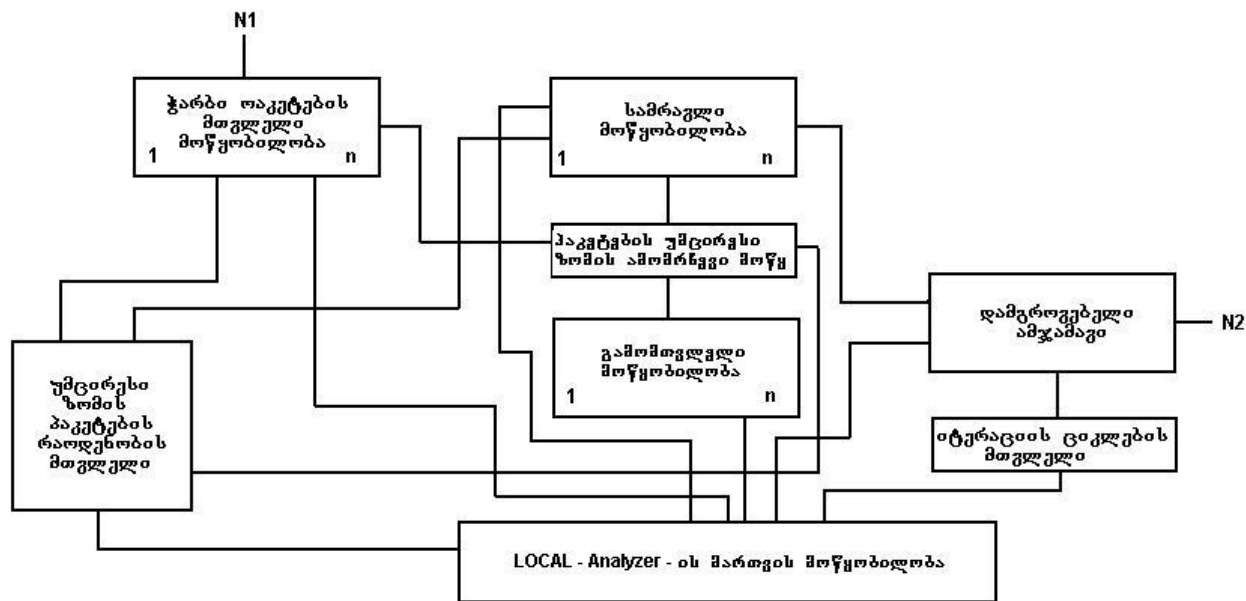 N1
ჭარბი ოაკეტების
მთვლელი
მოწყობილობა
1 n
სამრავლი
მოწყობილობა
1 n
პაკეტების უმცირესი
ზომის ამომრჩევი მოწყ
დამგროვებელი
ამჯამავი
N2
გამომთვლელი
მოწყობილობა
1 n
უმცირესი
ზომის
პაკეტების
რაოდენობის
მთვლელი
იტერაციის ციკლების
მთვლელი
LOCAL - Analyzer - ის მართვის მოწყობილობა